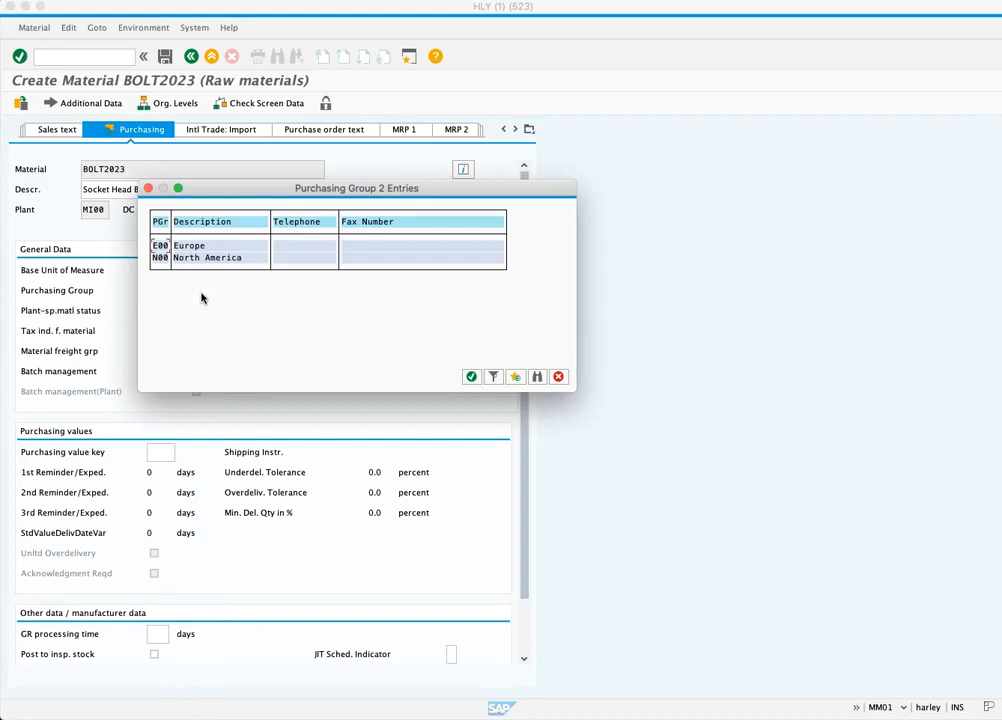 HLY (1) (523)
Material Edit Goto Environment System Help
Create Material BOLT2023 (Raw materials)
Additional Data Org. Levels Check Screen Data
Sales text Purchasing Intl Trade: Import Purchase order text MRP 1 MRP 2
Material BOLT2023
Descr. Socket Head B
Plant MI00 DC
Purchasing Group 2 Entries
PGr Description Telephone Fax Number
E00 Europe
N00 North America
General Data
Base Unit of Measure
Purchasing Group
Plant-sp.matl status
Tax ind. f. material
Material freight grp
Batch management
Batch management(Plant)
Purchasing values
Purchasing value key Shipping Instr.
1st Reminder/Exped. 0 days Underdel. Tolerance 0.0 percent
2nd Reminder/Exped. 0 days Overdeliv. Tolerance 0.0 percent
3rd Reminder/Exped. 0 days Min. Del. Qty in % 0.0 percent
StdValueDelivDateVar 0 days
Unltd Overdelivery
Acknowledgment Reqd
Other data / manufacturer data
GR processing time days
Post to insp. stock JIT Sched. Indicator
SAP MM01 harley INS